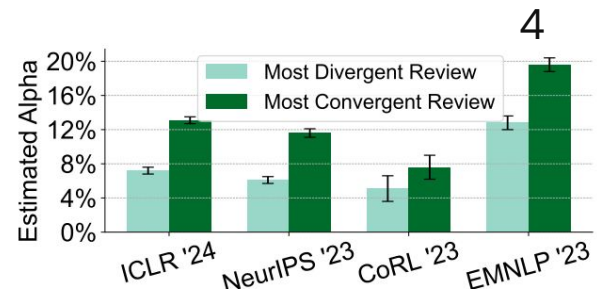 4
20%
16%
12%
8%
4%
0%
Estimated Alpha
Most Divergent Review
Most Convergent Review
ICLR '24
NeurIPS '23
CoRL '23
EMNLP '23